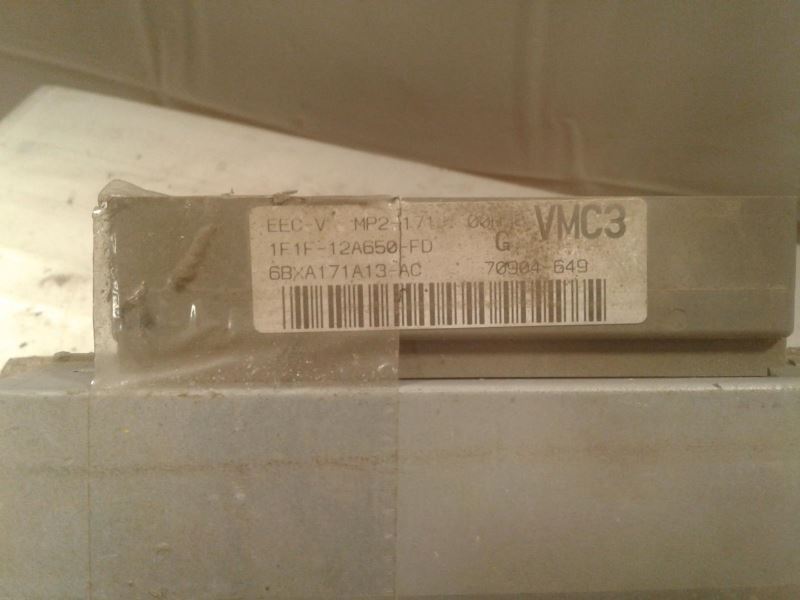 EEC-V MP2-171 VMC3
1F1F-12A650-FD G
6BXA171A13-AC 70904-649